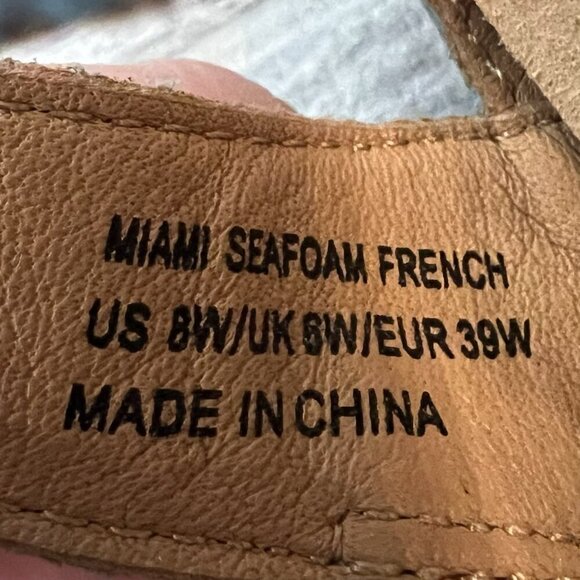 MIAMI SEAFOAM FRENCH
US 8W/UK 6W/EUR 39W
MADE IN CHINA